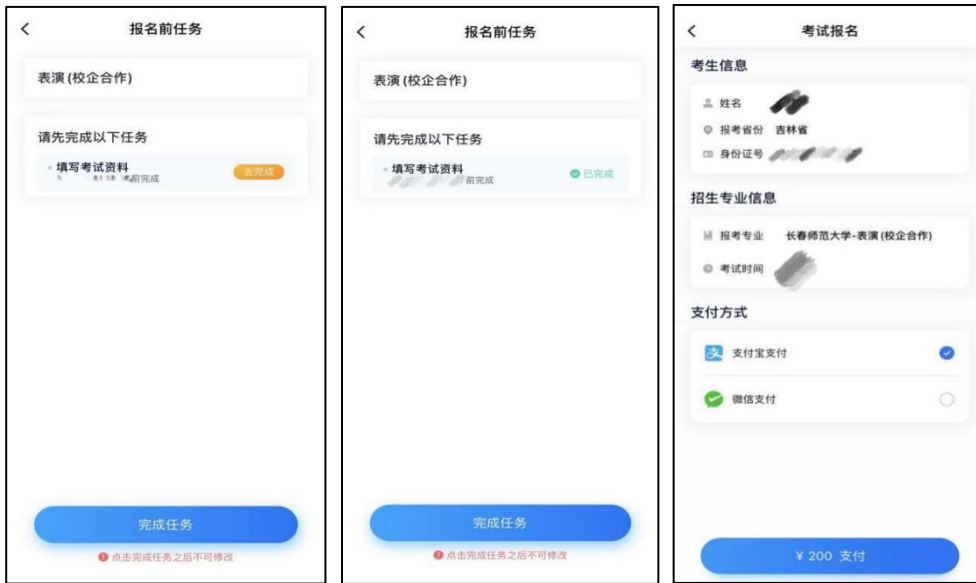 报名前任务
表演(校企合作)
请先完成以下任务
填写考试资料
前完成
去完成
完成任务
点击完成任务之后不可修改
报名前任务
表演(校企合作)
请先完成以下任务
填写考试资料
前完成
已完成
完成任务
点击完成任务之后不可修改
考试报名
考生信息
姓名
报考省份 吉林省
身份证号
招生专业信息
报考专业 长春师范大学-表演(校企合作)
考试时间
支付方式
支付宝支付
微信支付
¥ 200 支付